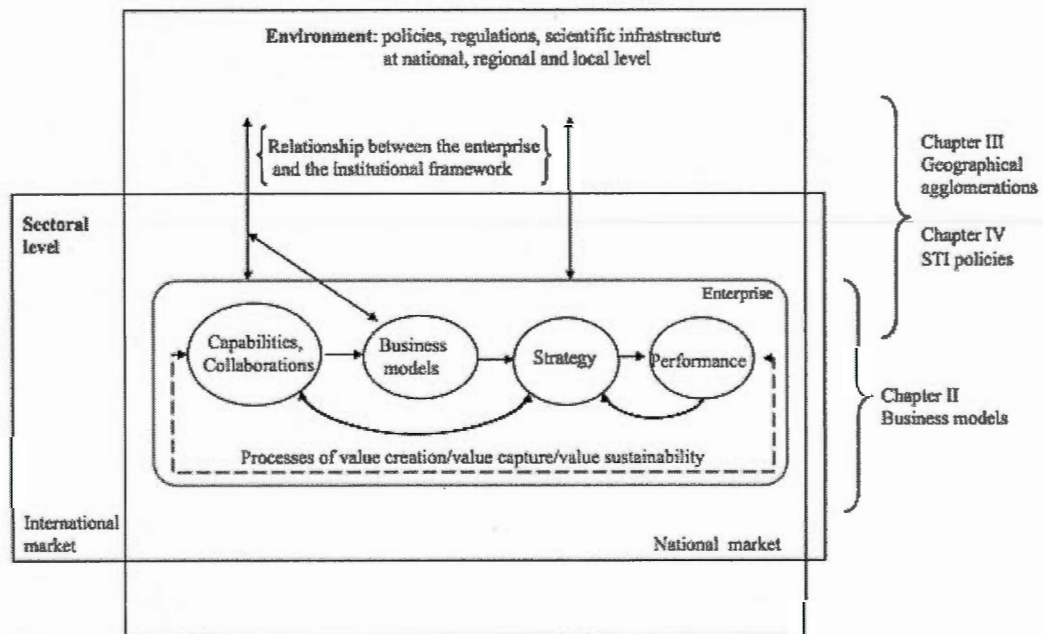 Environment: policies, regulations, scientific infrastructure
at national, regional and local level
Relationship between the enterprise
and the institutional framework
Chapter III
Geographical
agglomerations
Chapter IV
STI policies
Sectoral
level
Enterprise
Capabilities,
Collaborations
Business
models
Strategy
Performance
Chapter II
Business models
Processes of value creation/value capture/value sustainability
International
market
National market